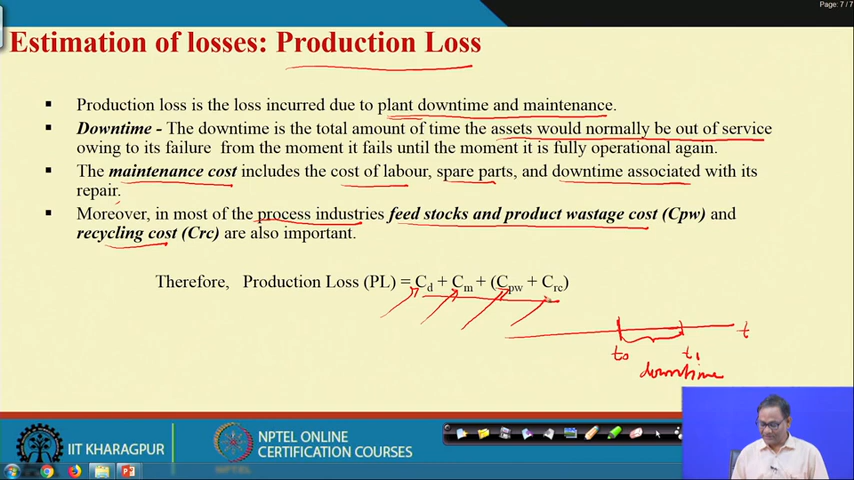 Page: 7 / 7
Estimation of losses: Production Loss
▪ Production loss is the loss incurred due to plant downtime and maintenance.
▪ Downtime - The downtime is the total amount of time the assets would normally be out of service
owing to its failure from the moment it fails until the moment it is fully operational again.
▪ The maintenance cost includes the cost of labour, spare parts, and downtime associated with its
repair.
▪ Moreover, in most of the process industries feed stocks and product wastage cost (Cpw) and
recycling cost (Crc) are also important.
Therefore, Production Loss (PL) = Cd + Cm + (Cpw + Crc)
t
t0 t1
downtime
IIT KHARAGPUR
NPTEL ONLINE
CERTIFICATION COURSES
NPTEL